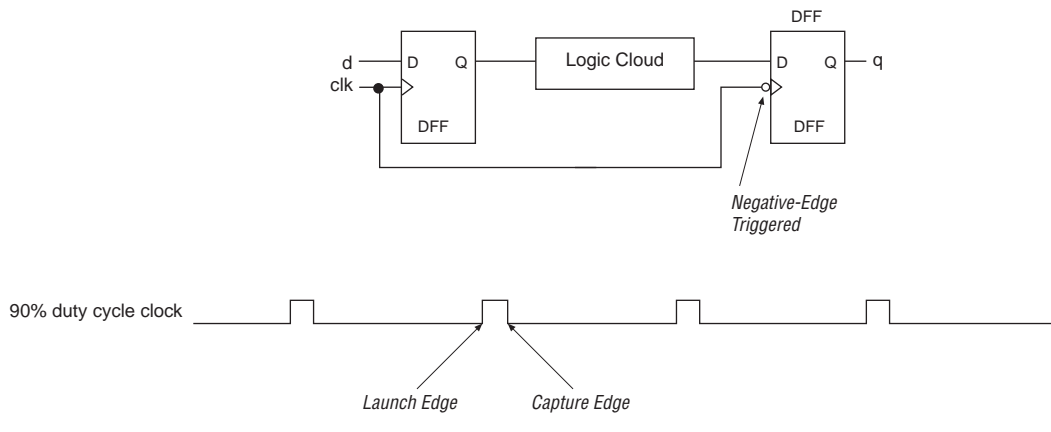 DFF
d D Q Logic Cloud D Q q
clk
DFF DFF
Negative-Edge
Triggered
90% duty cycle clock
Launch Edge Capture Edge